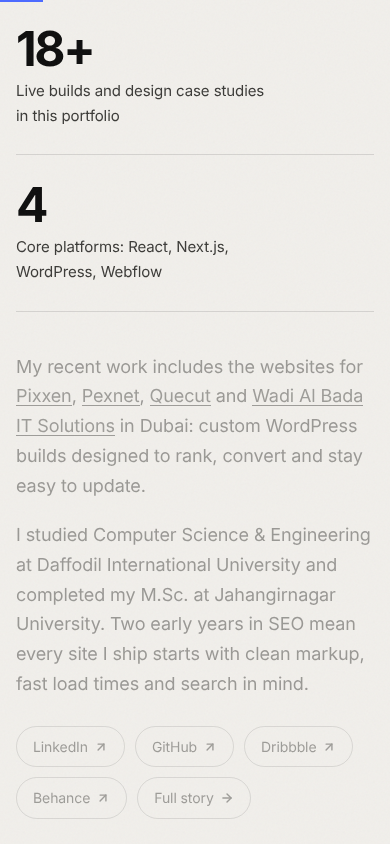 18+
Live builds and design case studies
in this portfolio
4
Core platforms: React, Next.js,
WordPress, Webflow
My recent work includes the websites for
Pixxen, Pexnet, Quecut and Wadi Al Bada
IT Solutions in Dubai: custom WordPress
builds designed to rank, convert and stay
easy to update.
I studied Computer Science & Engineering
at Daffodil International University and
completed my M.Sc. at Jahangirnagar
University. Two early years in SEO mean
every site I ship starts with clean markup,
fast load times and search in mind.
LinkedIn ↗ GitHub ↗ Dribbble ↗
Behance ↗ Full story →